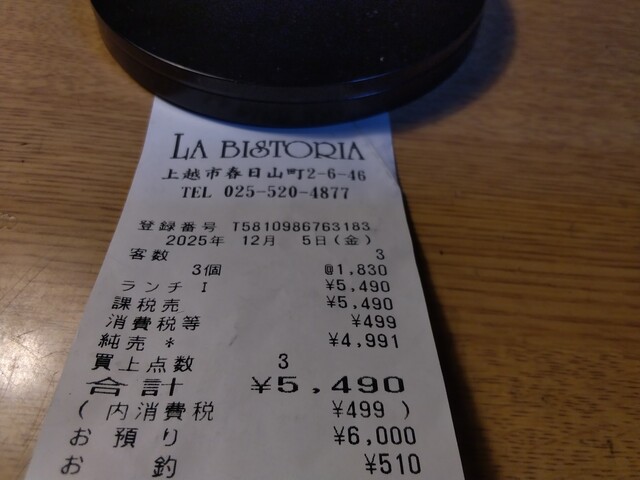 LA BISTORIA
上越市春日山町2-6-46
TEL 025-520-4877
登録番号 T5810986763183
2025年 12月 5日(金)
客数 3
3個 @1,830
ランチ I ¥5,490
課税売 ¥5,490
消費税等 ¥499
純売 * ¥4,991
買上点数 3
合計 ¥5,490
(内消費税 ¥499)
お預り ¥6,000
お釣 ¥510